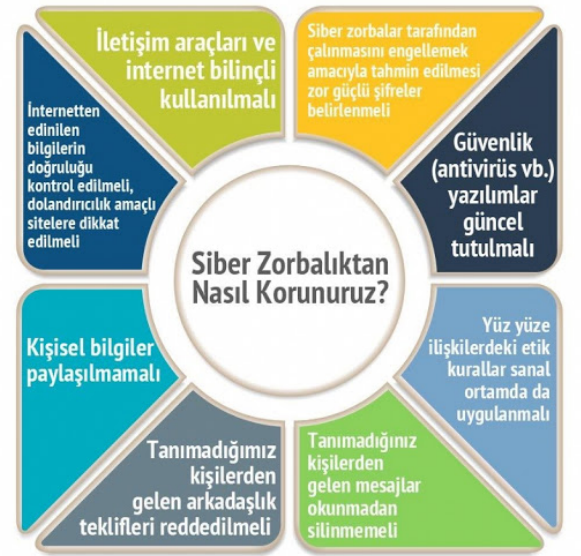 Siber Zorbalıktan
Nasıl Korunuruz?
İletişim araçları ve
internet bilinçli
kullanılmalı
Siber zorbalar tarafından
çalınmasını engellemek
amacıyla tahmin edilmesi
zor güçlü şifreler
belirlenmeli
Güvenlik
(antivirüs vb.)
yazılımlar
güncel
tutulmalı
Yüz yüze
ilişkilerdeki etik
kurallar sanal
ortamda da
uygulanmalı
Tanımadığınız
kişilerden
gelen mesajlar
okunmadan
silinmemeli
Tanımadığımız
kişilerden
gelen arkadaşlık
teklifleri reddedilmeli
Kişisel bilgiler
paylaşılmamalı
İnternetten
edinilen
bilgilerin
doğruluğu
kontrol edilmeli,
dolandırıcılık amaçlı
sitelere dikkat
edilmeli